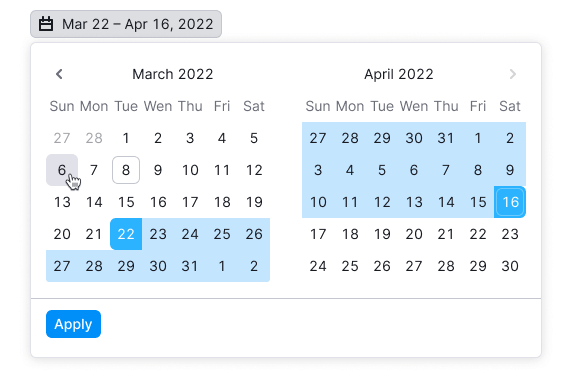 Mar 22 – Apr 16, 2022
March 2022
Sun Mon Tue Wen Thu Fri Sat
27 28 1 2 3 4 5
6 7 8 9 10 11 12
13 14 15 16 17 18 19
20 21 22 23 24 25 26
27 28 29 30 31 1 2
April 2022
Sun Mon Tue Wen Thu Fri Sat
27 28 29 30 31 1 2
3 4 5 6 7 8 9
10 11 12 13 14 15 16
17 18 19 20 21 22 23
24 25 26 27 28 29 30
Apply